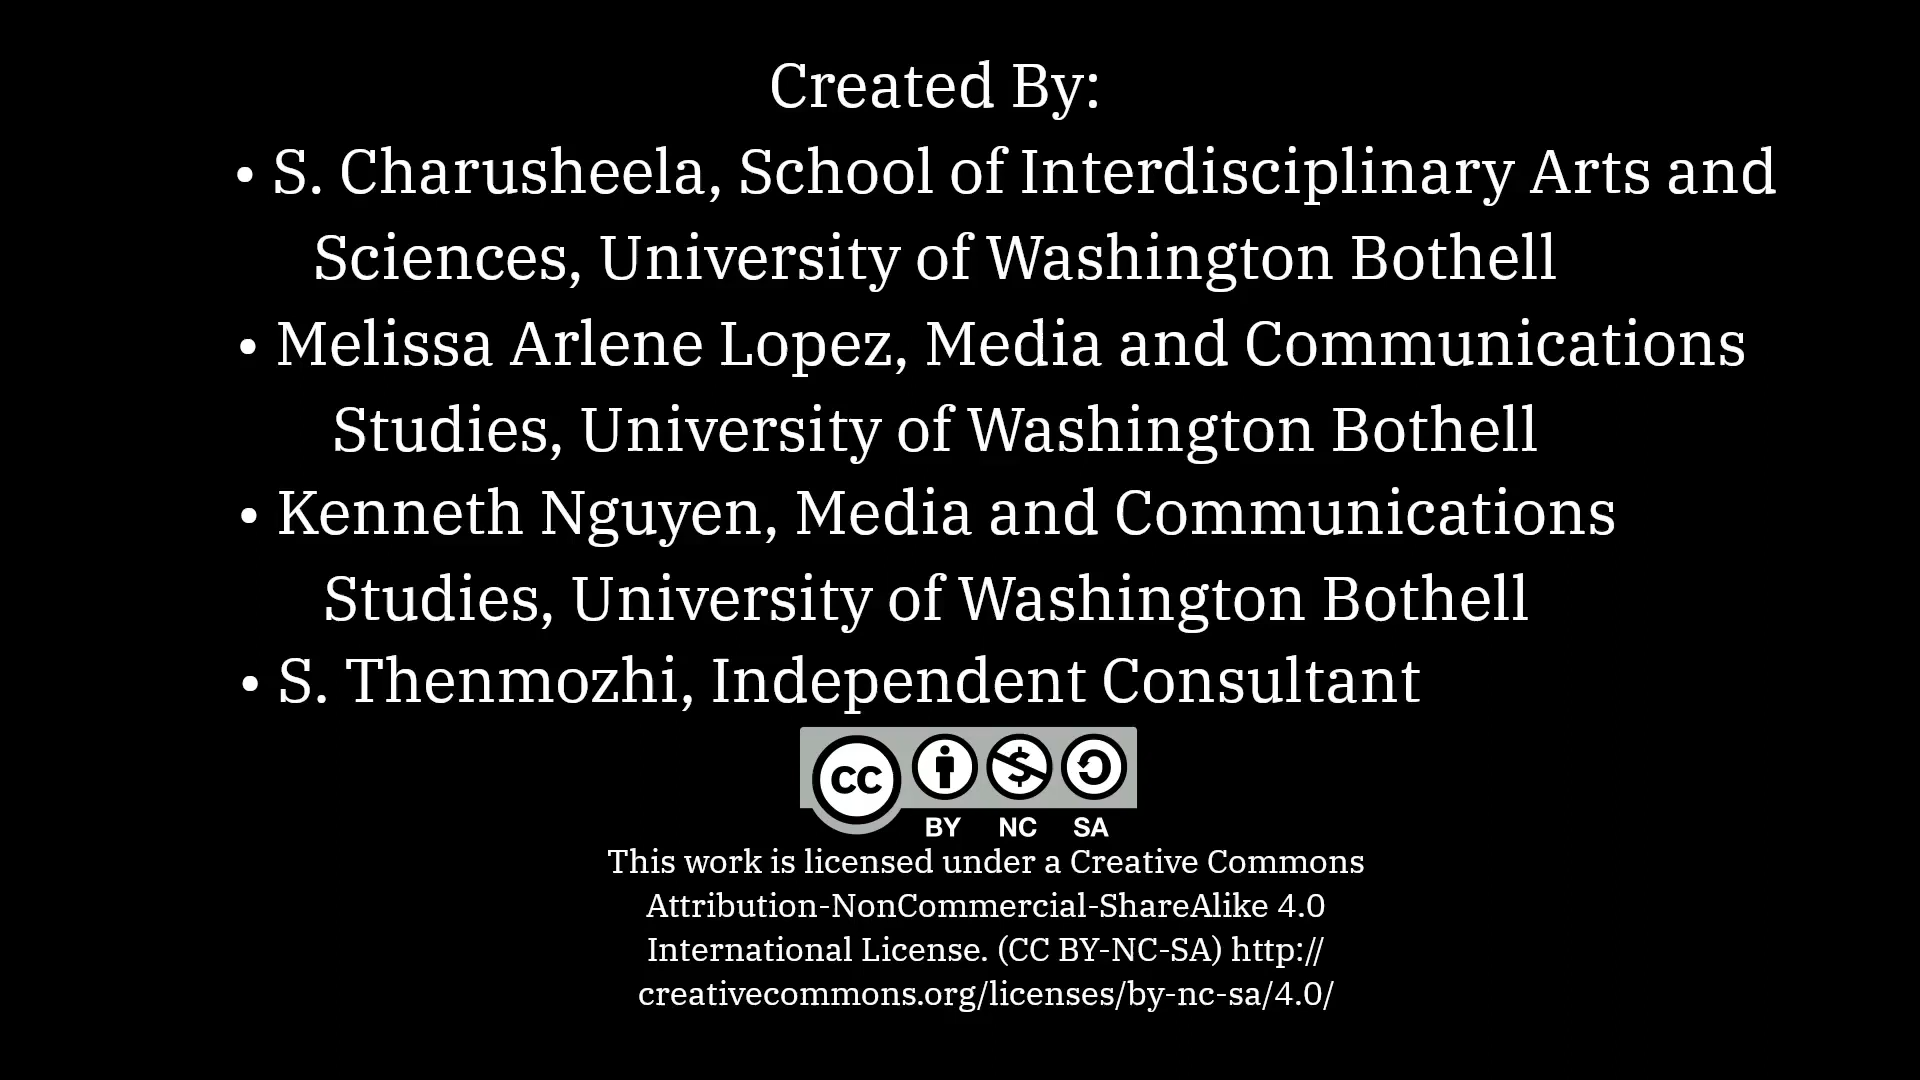 Created By:
• S. Charusheela, School of Interdisciplinary Arts and
Sciences, University of Washington Bothell
• Melissa Arlene Lopez, Media and Communications
Studies, University of Washington Bothell
• Kenneth Nguyen, Media and Communications
Studies, University of Washington Bothell
• S. Thenmozhi, Independent Consultant
cc $
BY NC SA
This work is licensed under a Creative Commons
Attribution-NonCommercial-ShareAlike 4.0
International License. (CC BY-NC-SA) http://
creativecommons.org/licenses/by-nc-sa/4.0/